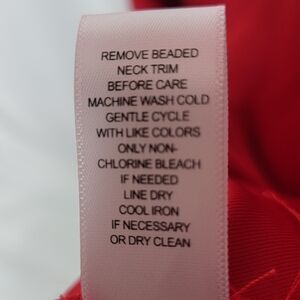 REMOVE BEADED
NECK TRIM
BEFORE CARE
MACHINE WASH COLD
GENTLE CYCLE
WITH LIKE COLORS
ONLY NON-
CHLORINE BLEACH
IF NEEDED
LINE DRY
COOL IRON
IF NECESSARY
OR DRY CLEAN